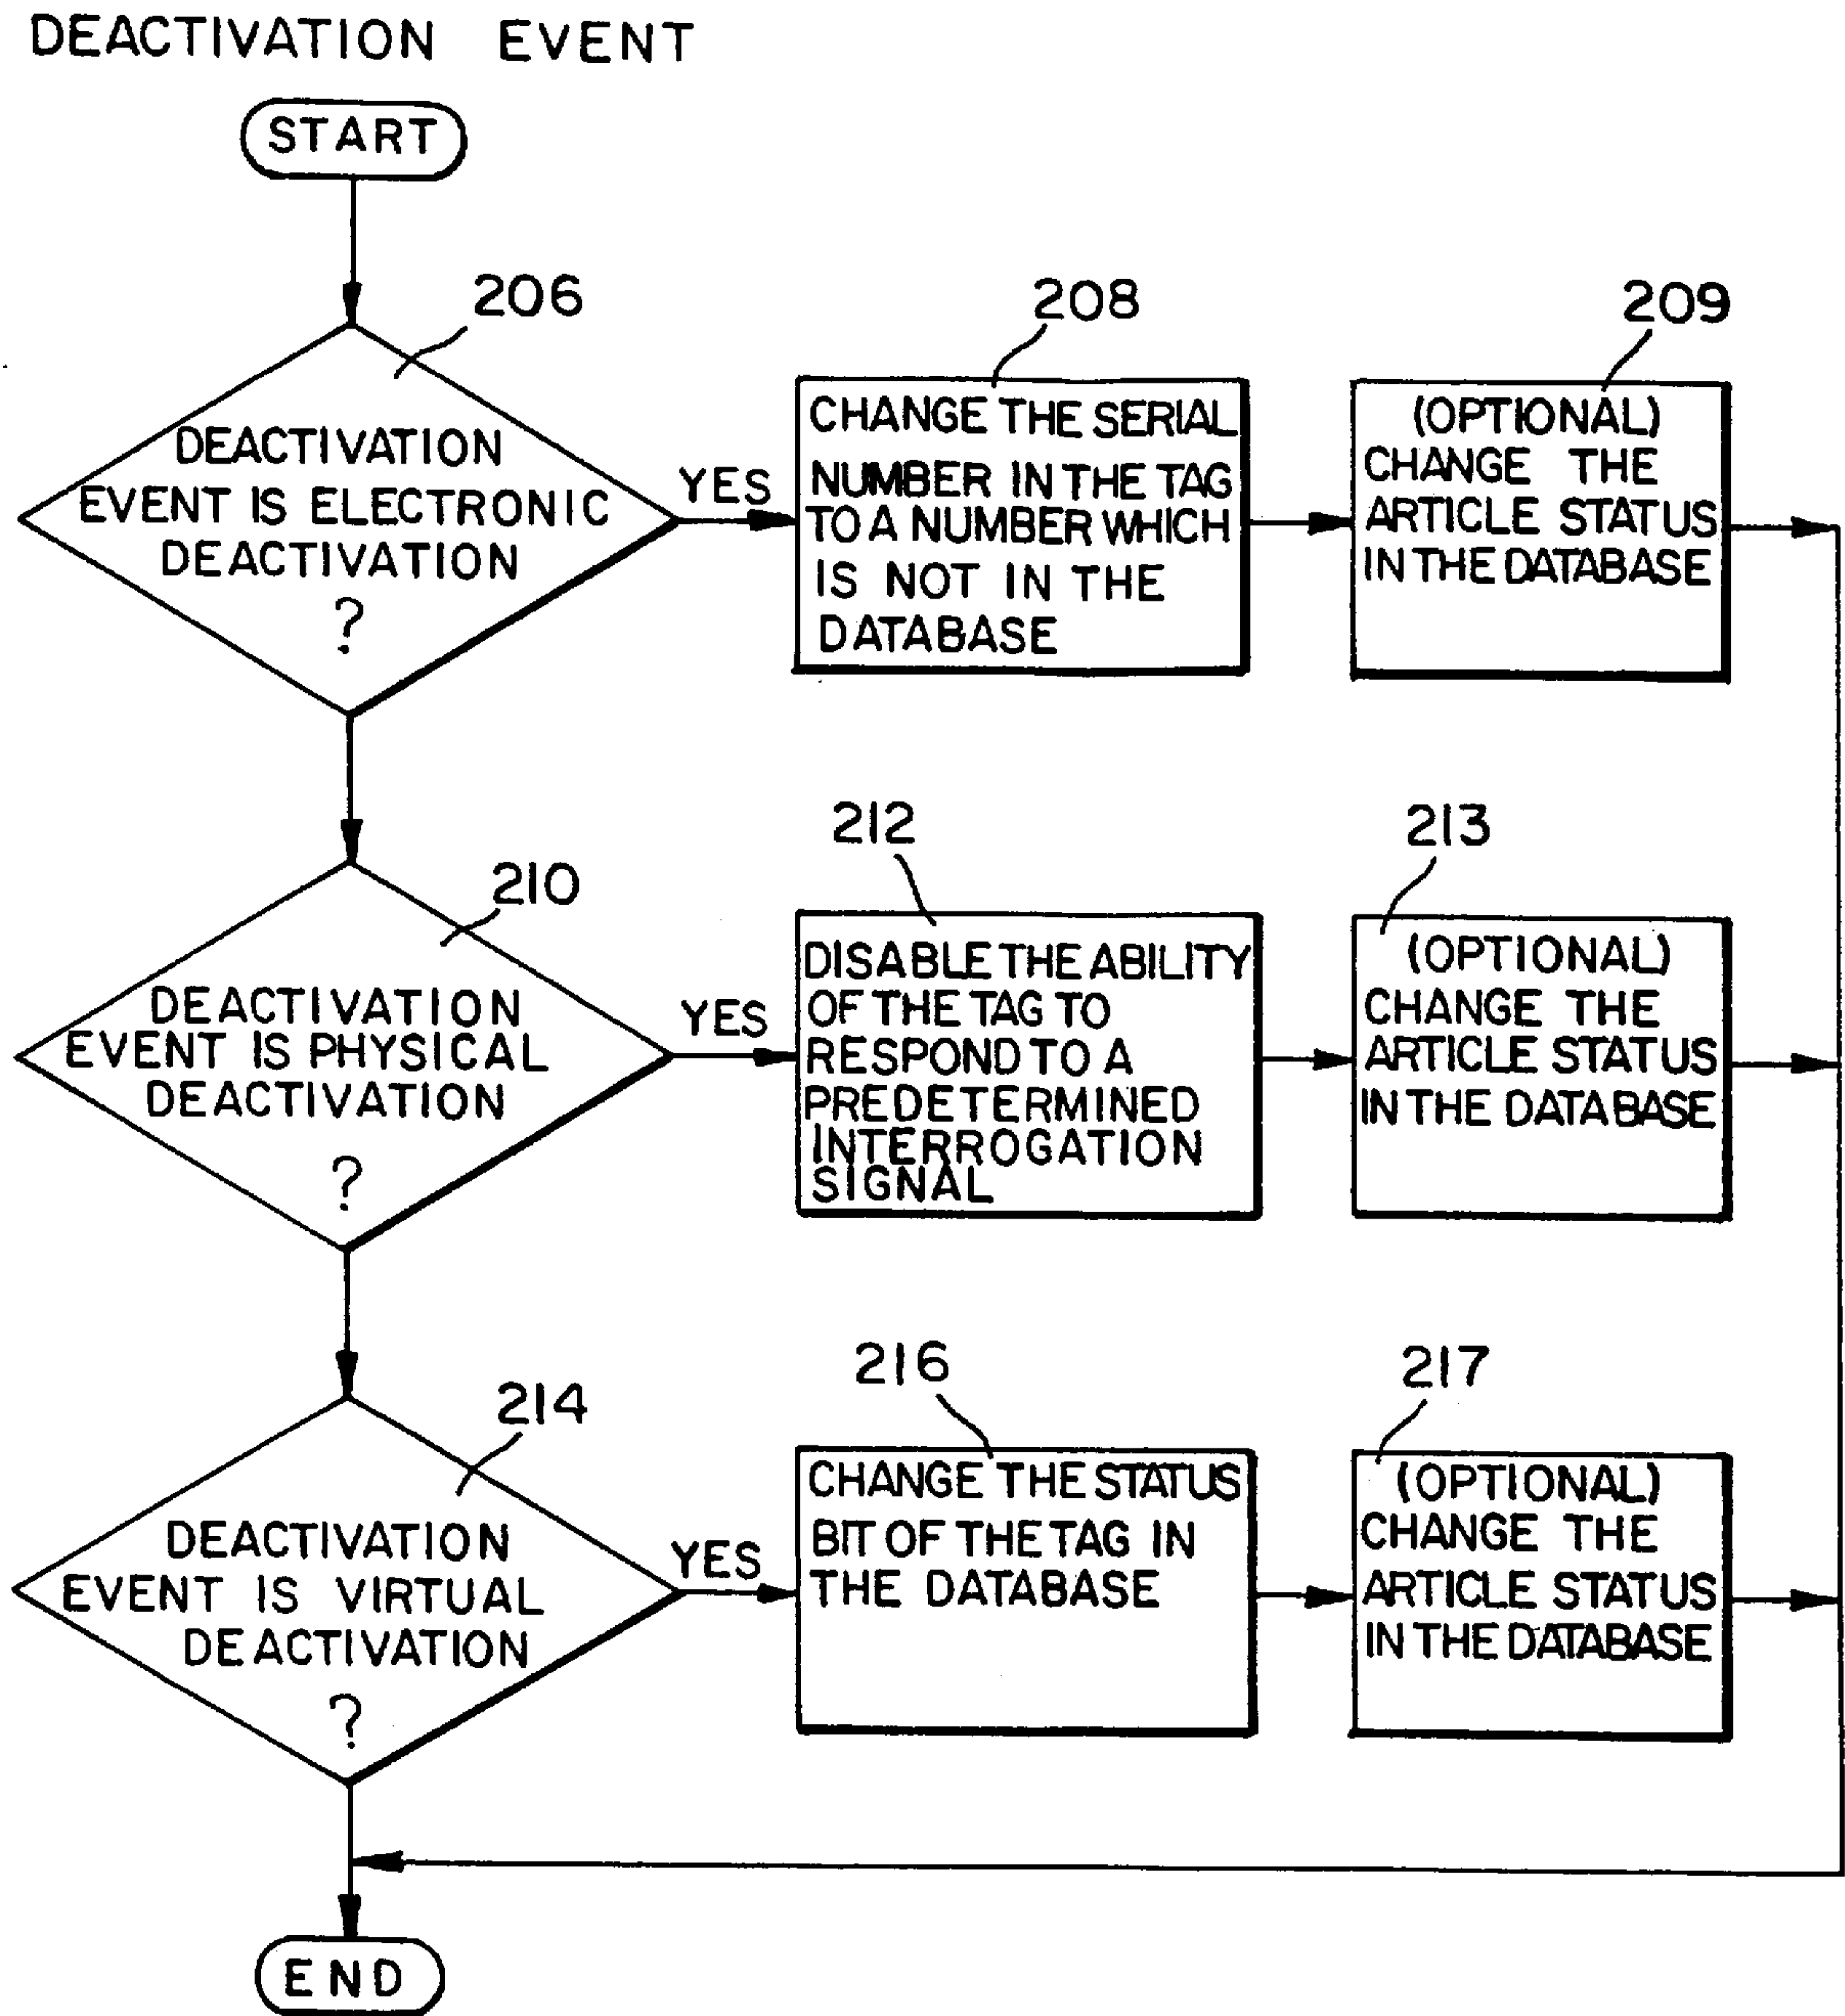 DEACTIVATION EVENT
START
206
DEACTIVATION
EVENT IS ELECTRONIC
DEACTIVATION
?
YES
208
CHANGE THE SERIAL
NUMBER IN THE TAG
TO A NUMBER WHICH
IS NOT IN THE
DATABASE
209
(OPTIONAL)
CHANGE THE
ARTICLE STATUS
IN THE DATABASE
210
DEACTIVATION
EVENT IS PHYSICAL
DEACTIVATION
?
YES
212
DISABLE THE ABILITY
OF THE TAG TO
RESPOND TO A
PREDETERMINED
INTERROGATION
SIGNAL
213
(OPTIONAL)
CHANGE THE
ARTICLE STATUS
IN THE DATABASE
214
DEACTIVATION
EVENT IS VIRTUAL
DEACTIVATION
?
YES
216
CHANGE THE STATUS
BIT OF THE TAG IN
THE DATABASE
217
(OPTIONAL)
CHANGE THE
ARTICLE STATUS
IN THE DATABASE
END